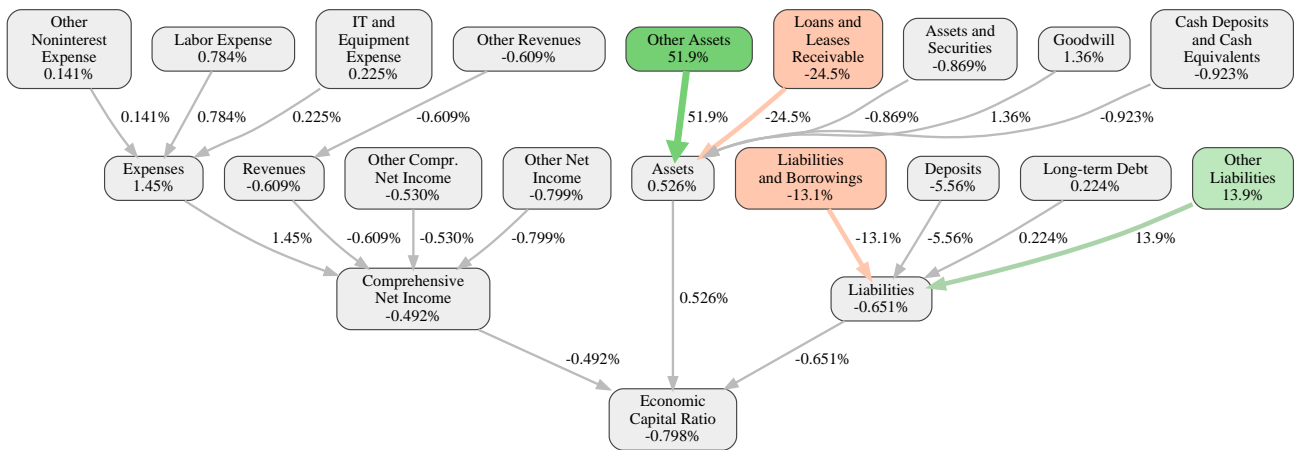 Other
Noninterest
Expense
0.141%
Labor Expense
0.784%
IT and
Equipment
Expense
0.225%
Other Revenues
-0.609%
Other Assets
51.9%
Loans and
Leases
Receivable
-24.5%
Assets and
Securities
-0.869%
Goodwill
1.36%
Cash Deposits
and Cash
Equivalents
-0.923%
0.141%
0.784%
0.225%
-0.609%
51.9%
-24.5%
-0.869%
1.36%
-0.923%
Expenses
1.45%
Revenues
-0.609%
Other Compr.
Net Income
-0.530%
Other Net
Income
-0.799%
Assets
0.526%
Liabilities
and Borrowings
-13.1%
Deposits
-5.56%
Long-term Debt
0.224%
Other
Liabilities
13.9%
1.45%
-0.609%
-0.530%
-0.799%
-13.1%
-5.56%
0.224%
13.9%
Comprehensive
Net Income
-0.492%
0.526%
Liabilities
-0.651%
-0.492%
-0.651%
Economic
Capital Ratio
-0.798%